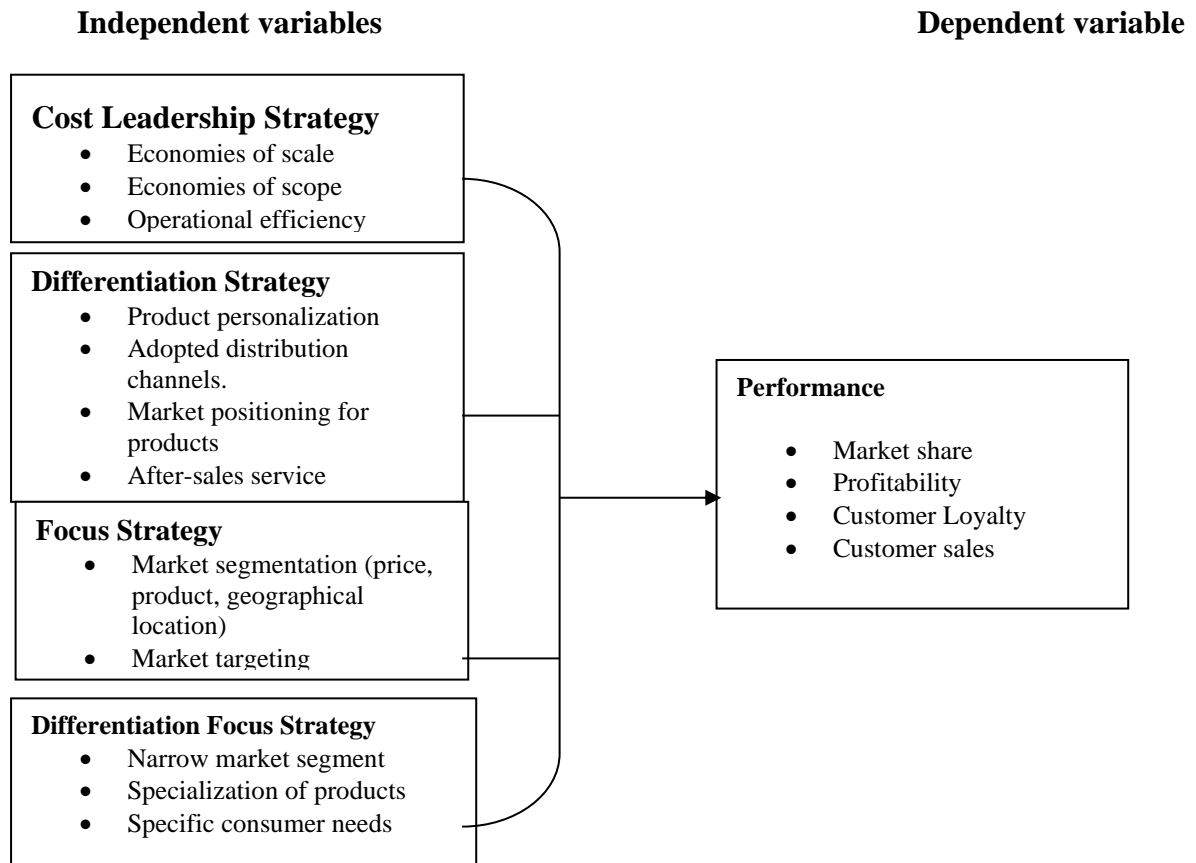 Independent variables
Dependent variable
Cost Leadership Strategy
• Economies of scale
• Economies of scope
• Operational efficiency
Differentiation Strategy
• Product personalization
• Adopted distribution
channels.
• Market positioning for
products
• After-sales service
Focus Strategy
• Market segmentation (price,
product, geographical
location)
• Market targeting
Differentiation Focus Strategy
• Narrow market segment
• Specialization of products
• Specific consumer needs
Performance
• Market share
• Profitability
• Customer Loyalty
• Customer sales